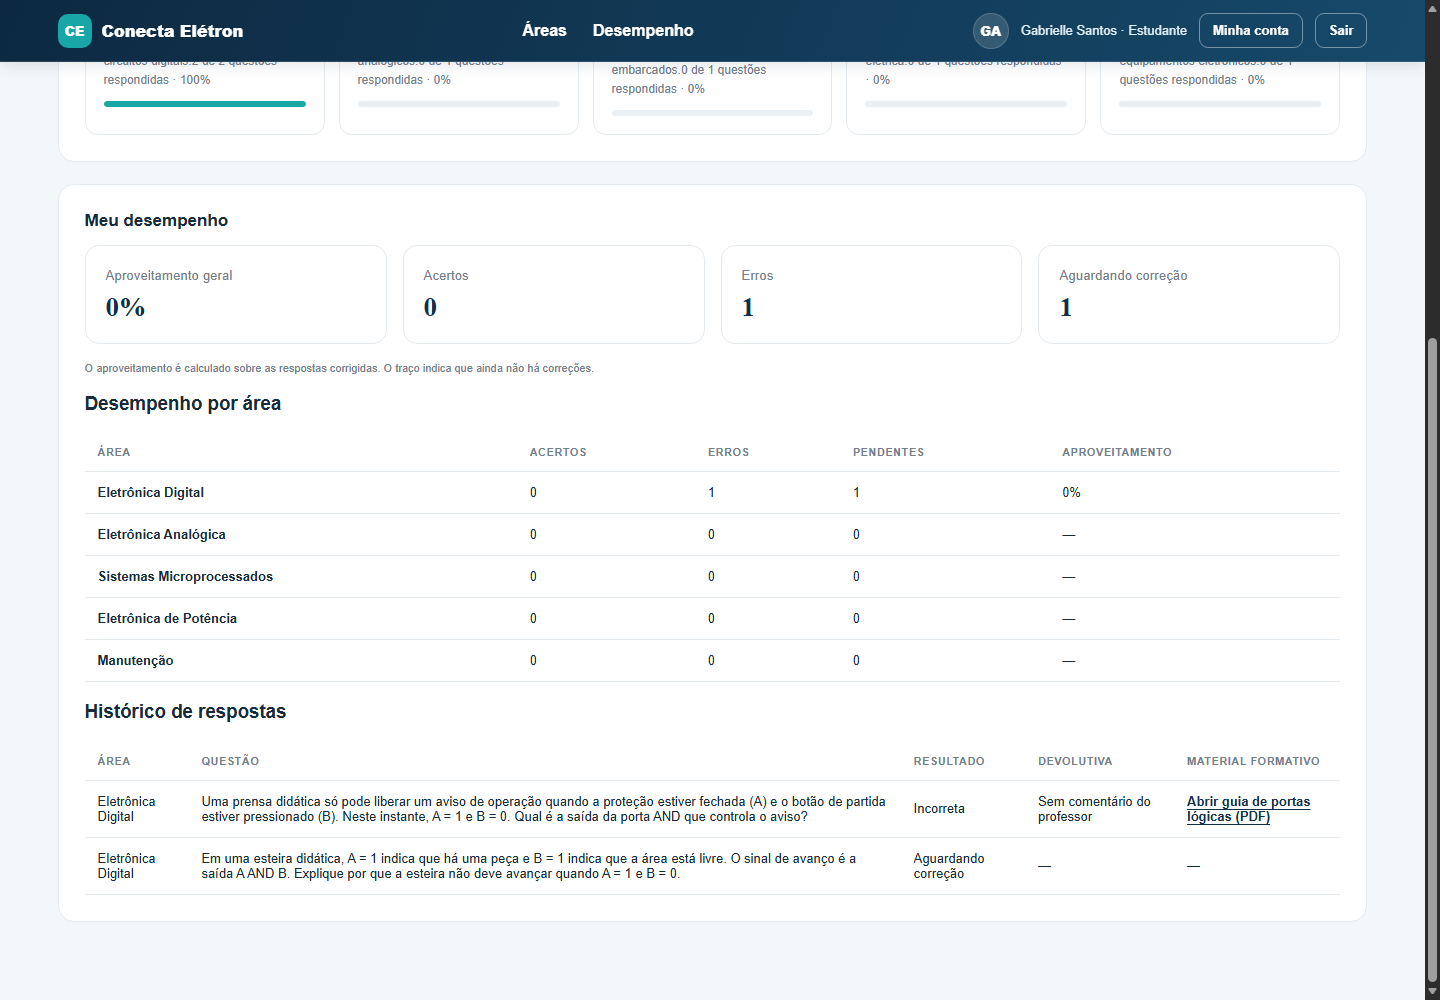 CE Conecta Elétron Áreas Desempenho GA Gabrielle Santos · Estudante Minha conta Sair
respondidas · 100%
respondidas · 0%
embarcados.0 de 1 questões
respondidas · 0%
· 0%
questões respondidas · 0%
Meu desempenho
Aproveitamento geral
0%
Acertos
0
Erros
1
Aguardando correção
1
O aproveitamento é calculado sobre as respostas corrigidas. O traço indica que ainda não há correções.
Desempenho por área
ÁREA ACERTOS ERROS PENDENTES APROVEITAMENTO
Eletrônica Digital 0 1 1 0%
Eletrônica Analógica 0 0 0 —
Sistemas Microprocessados 0 0 0 —
Eletrônica de Potência 0 0 0 —
Manutenção 0 0 0 —
Histórico de respostas
ÁREA QUESTÃO RESULTADO DEVOLUTIVA MATERIAL FORMATIVO
Eletrônica
Digital
Uma prensa didática só pode liberar um aviso de operação quando a proteção estiver fechada (A) e o botão de partida
estiver pressionado (B). Neste instante, A = 1 e B = 0. Qual é a saída da porta AND que controla o aviso?
Incorreta
Sem comentário do
professor
Abrir guia de portas
lógicas (PDF)
Eletrônica
Digital
Em uma esteira didática, A = 1 indica que há uma peça e B = 1 indica que a área está livre. O sinal de avanço é a
saída A AND B. Explique por que a esteira não deve avançar quando A = 1 e B = 0.
Aguardando
correção
—
—